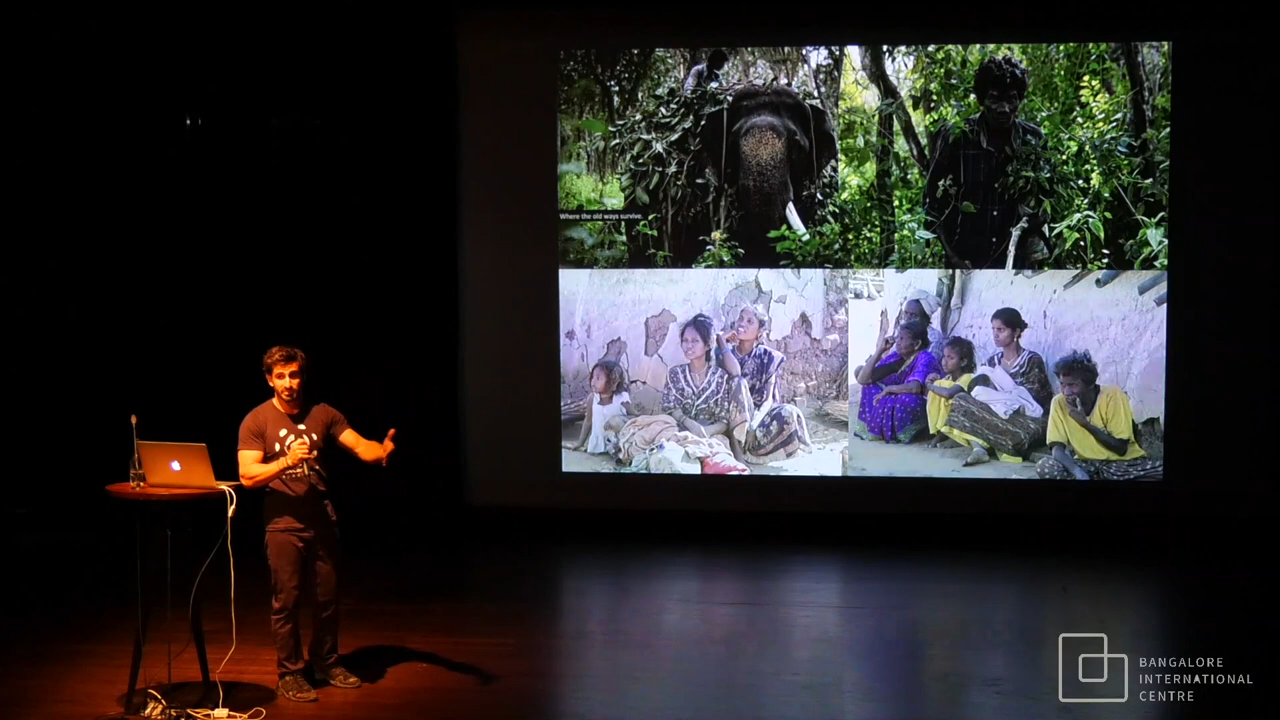 Where the old ways survive.
BANGALORE
INTERNATIONAL
CENTRE